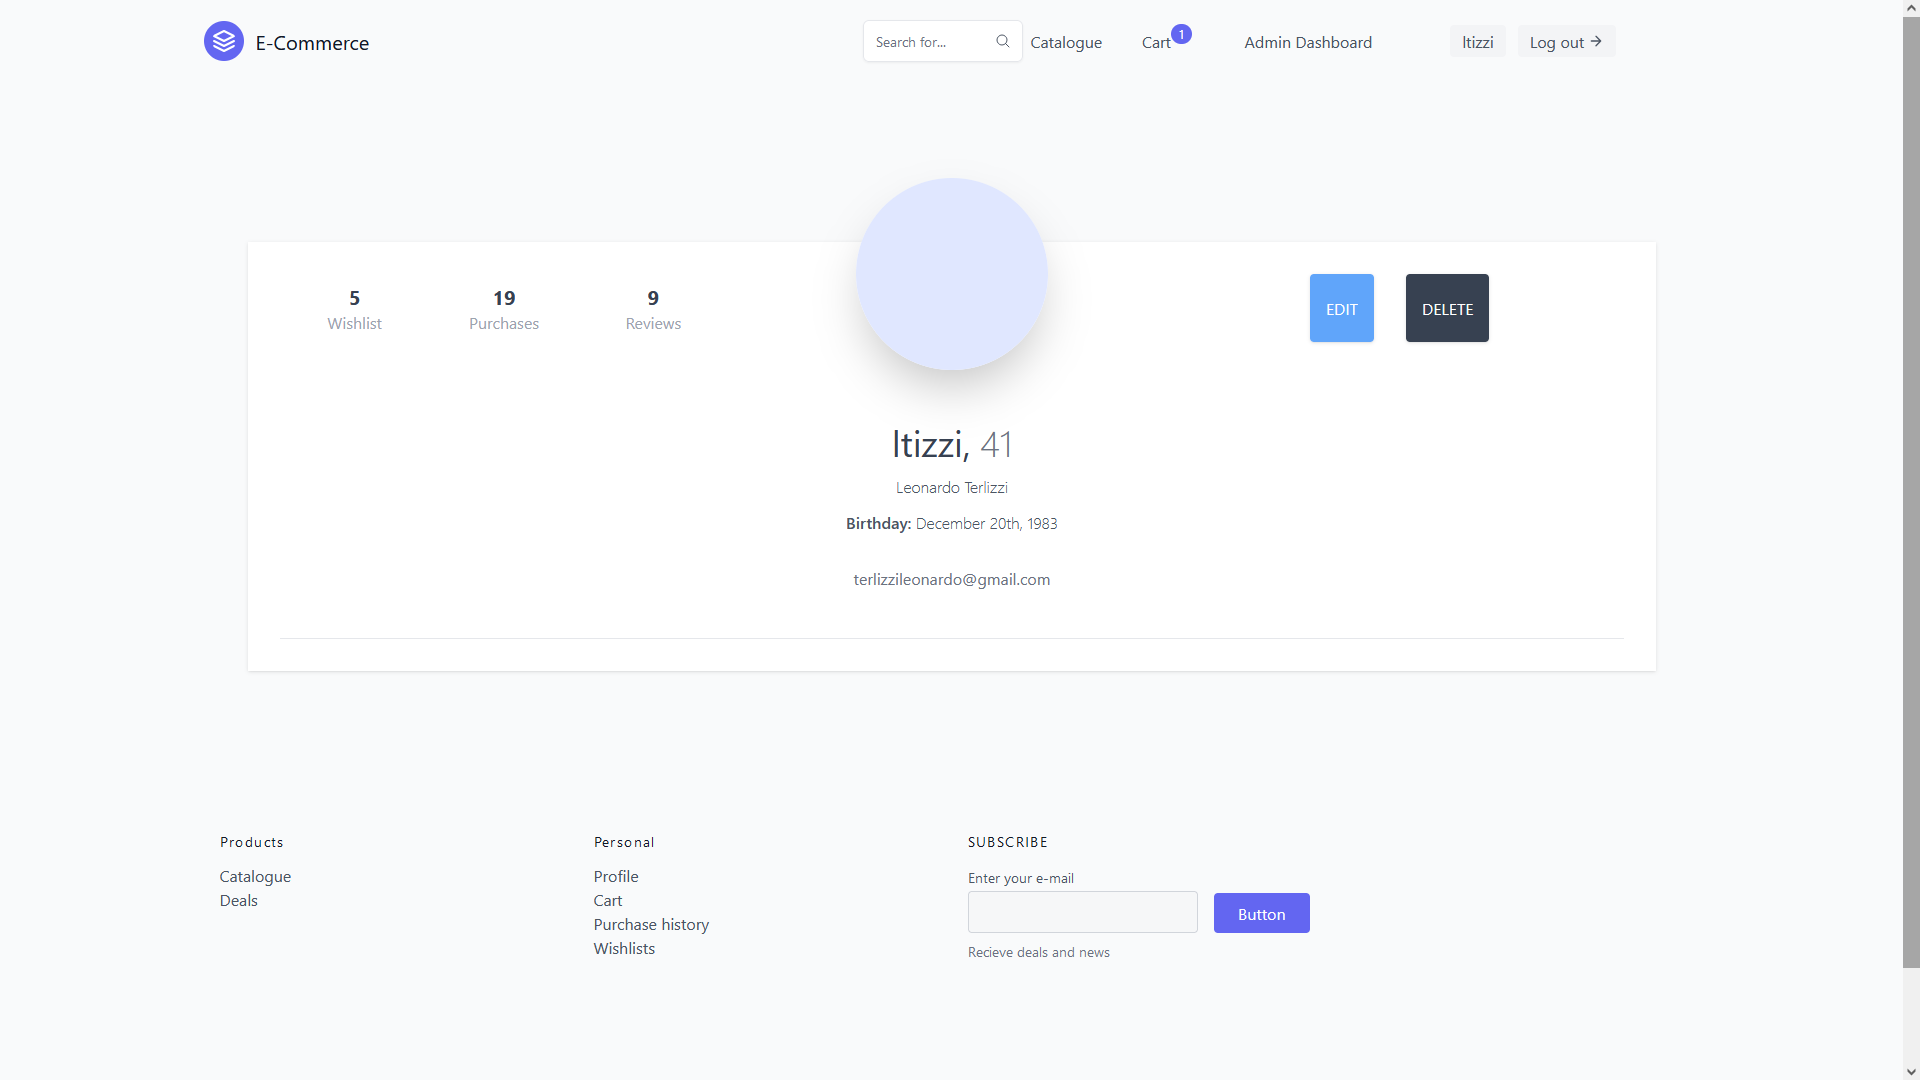 E-Commerce
Search for...
Catalogue
Cart
1
Admin Dashboard
ltizzi
Log out →
5
Wishlist
19
Purchases
9
Reviews
EDIT
DELETE
ltizzi, 41
Leonardo Terlizzi
Birthday: December 20th, 1983
terlizzileonardo@gmail.com
Products
Catalogue
Deals
Personal
Profile
Cart
Purchase history
Wishlists
SUBSCRIBE
Enter your e-mail
Button
Recieve deals and news